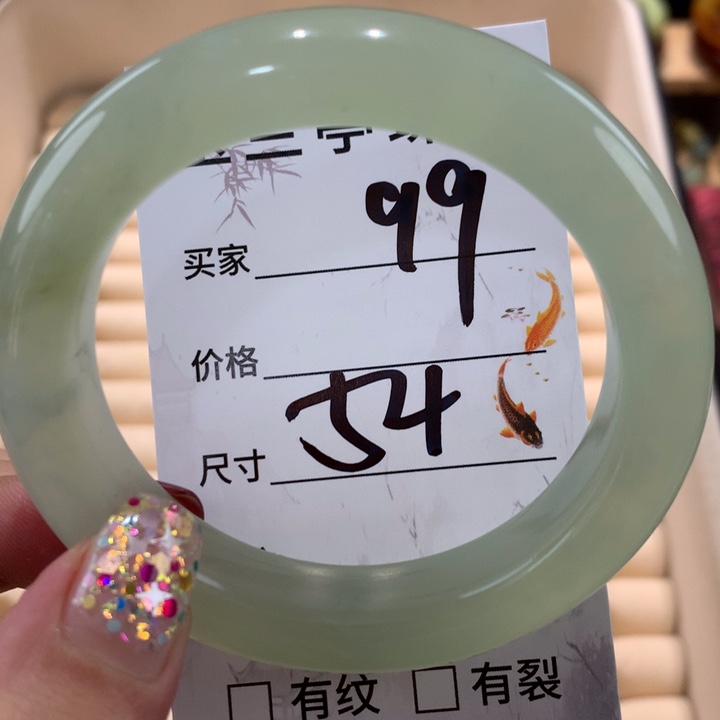 买家 99
价格
尺寸 54
有纹 有裂